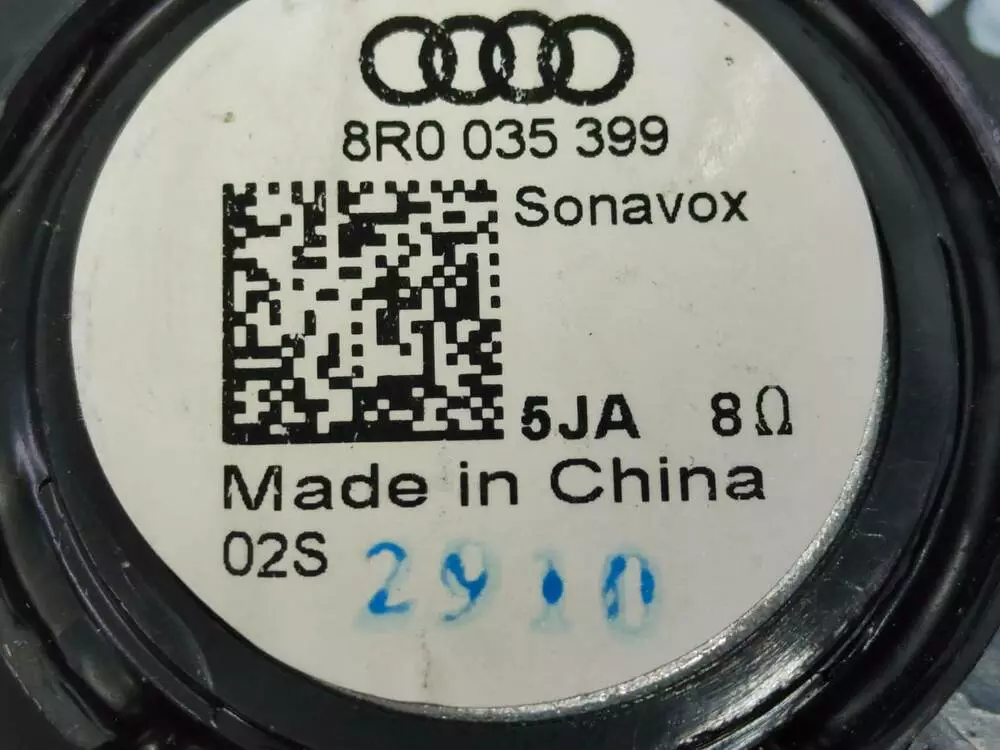 8R0 035 399
Sonavox
5JA 8Ω
Made in China
02S
2910